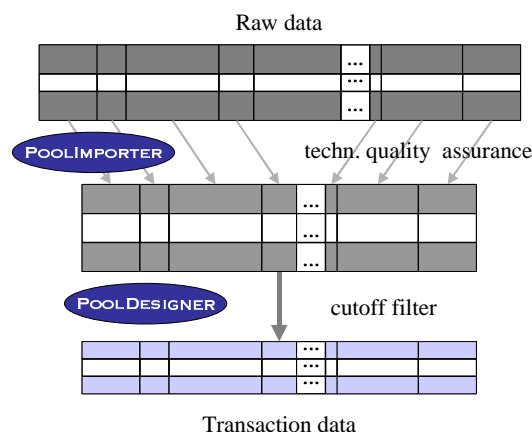 Raw data
...
...
...
POOLIMPORTER
techn. quality assurance
...
...
...
POOLDESIGNER
cutoff filter
...
...
...
Transaction data